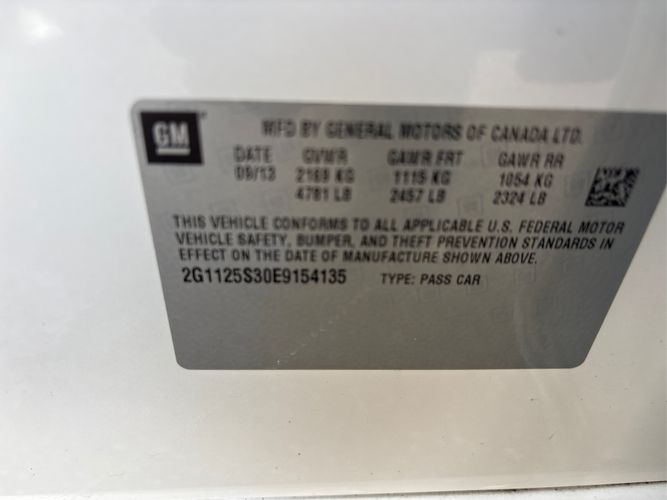 GM
MFD BY GENERAL MOTORS OF CANADA LTD.
DATE GVWR GAWR FRT GAWR RR
09/13 2169 KG 1115 KG 1054 KG
4781 LB 2457 LB 2324 LB
THIS VEHICLE CONFORMS TO ALL APPLICABLE U.S. FEDERAL MOTOR
VEHICLE SAFETY, BUMPER, AND THEFT PREVENTION STANDARDS IN
EFFECT ON THE DATE OF MANUFACTURE SHOWN ABOVE.
2G1125S30E9154135 TYPE: PASS CAR